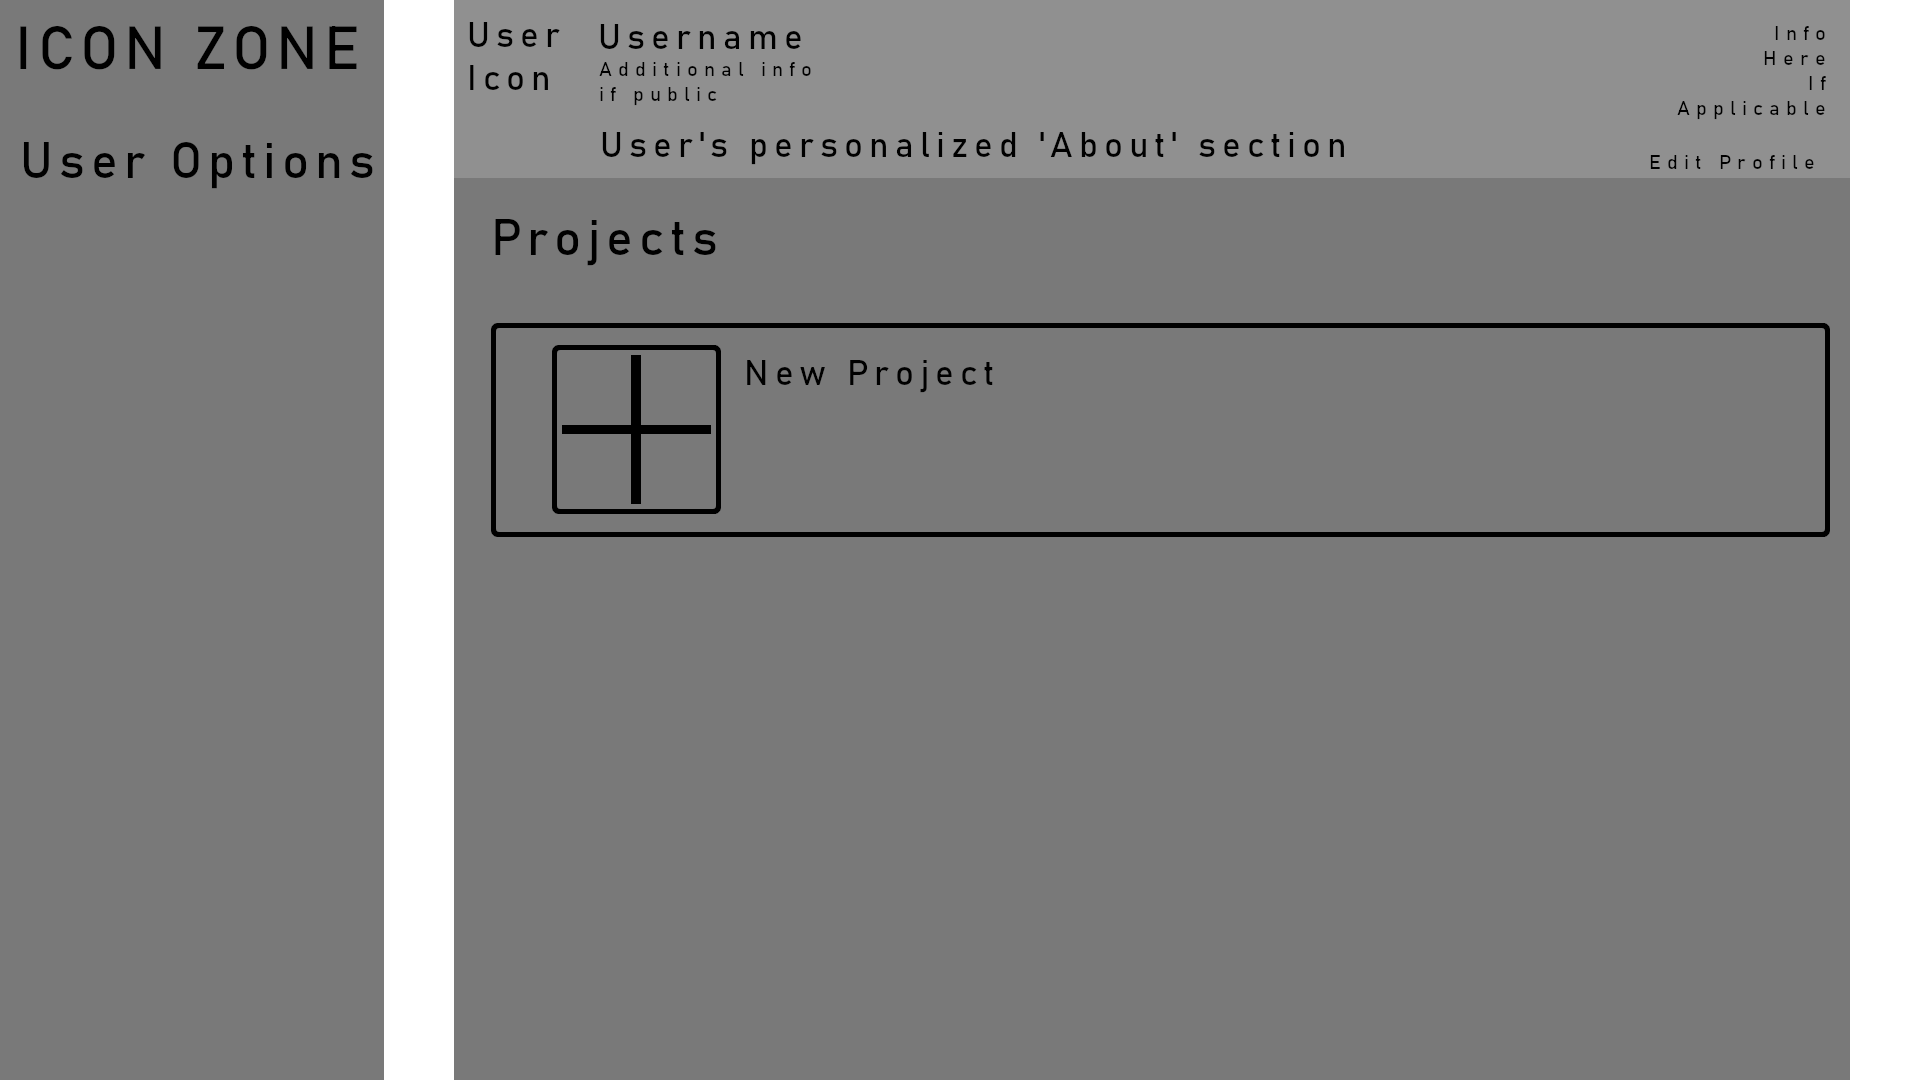 ICON ZONE
User Options
User
Icon
Username
Additional info
if public
User's personalized 'About' section
Info
Here
If
Applicable
Edit Profile
Projects
New Project